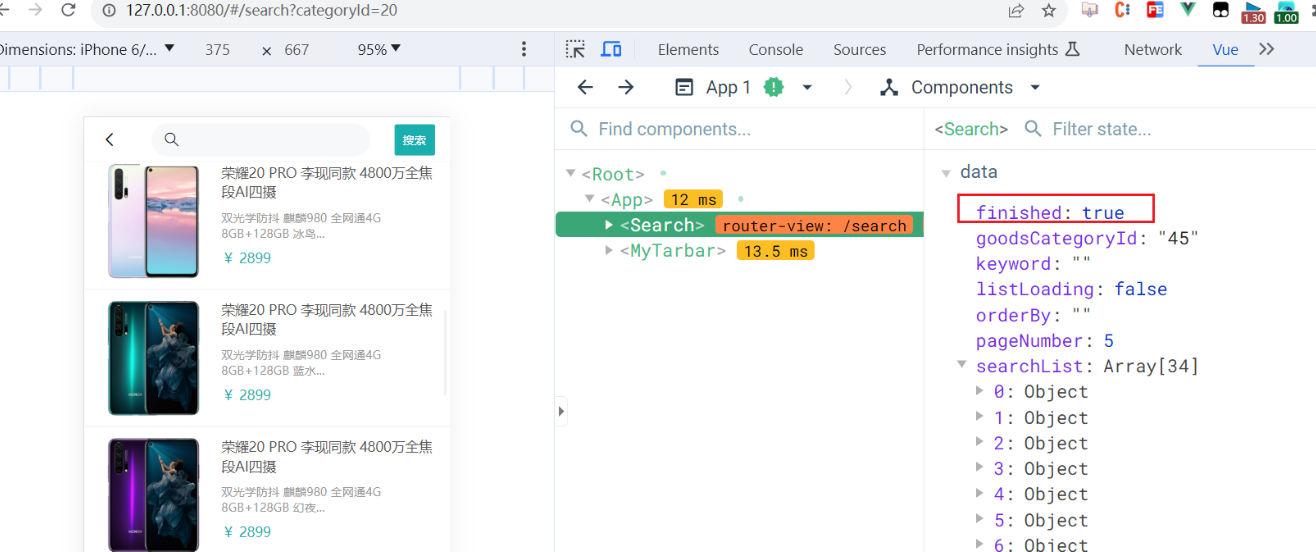 127.0.0.1:8080/#/search?categoryId=20
1.30
1.00
Dimensions: iPhone 6/... 375 × 667 95%
Elements Console Sources Performance insights Network Vue
App 1 Components
搜索
Find components...
<Search> Filter state...
荣耀20 PRO 李现同款 4800万全焦
段AI四摄
双光学防抖 麒麟980 全网通4G
8GB+128GB 冰岛...
¥ 2899
荣耀20 PRO 李现同款 4800万全焦
段AI四摄
双光学防抖 麒麟980 全网通4G
8GB+128GB 蓝水...
¥ 2899
荣耀20 PRO 李现同款 4800万全焦
段AI四摄
双光学防抖 麒麟980 全网通4G
8GB+128GB 幻夜...
¥ 2899
<Root>
<App> 12 ms
<Search> router-view: /search
<MyTarbar> 13.5 ms
data
finished: true
goodsCategoryId: "45"
keyword: ""
listLoading: false
orderBy: ""
pageNumber: 5
searchList: Array[34]
0: Object
1: Object
2: Object
3: Object
4: Object
5: Object
6: Object